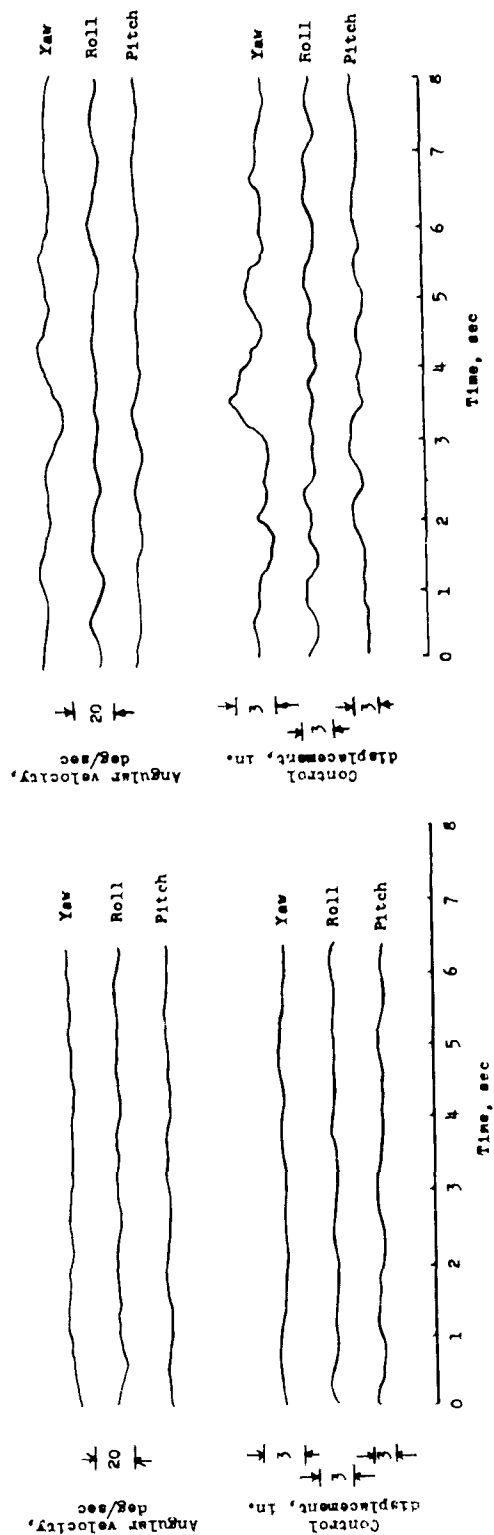 Angular velocity,
deg/sec
20
Yaw
Roll
Pitch
Control
displacement, in.
3
3
3
Yaw
Roll
Pitch
0 1 2 3 4 5 6 7 8
Time, sec
Angular velocity,
deg/sec
20
Yaw
Roll
Pitch
Control
displacement, in.
3
3
3
Yaw
Roll
Pitch
0 1 2 3 4 5 6 7 8
Time, sec